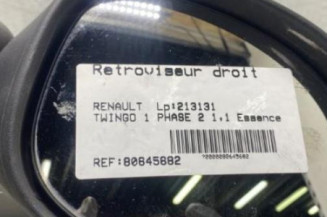 Retroviseur droit
RENAULT Lp:213131
TWINGO 1 PHASE 2 1.1 Essence
REF:80645682